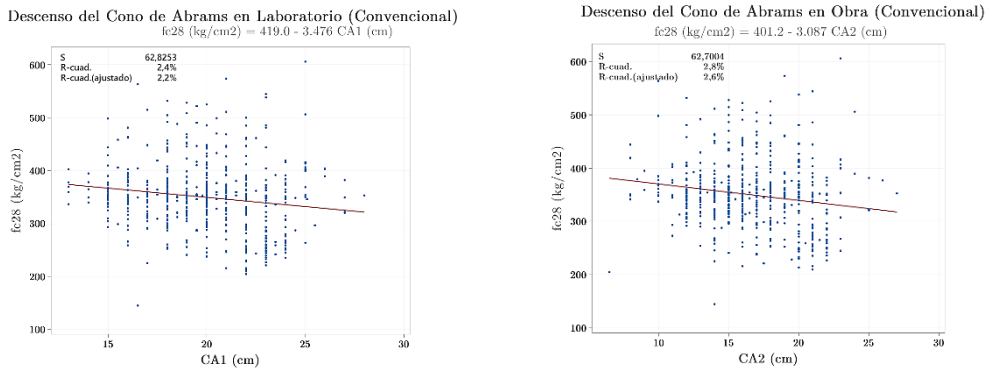 Descenso del Cono de Abrams en Laboratorio (Convencional)
fc28 (kg/cm2) = 419.0 - 3.476 CA1 (cm)
S 62,8253
R-cuad. 2,4%
R-cuad.(ajustado) 2,2%
600
500
400
300
200
100
fc28 (kg/cm2)
15 20 25 30
CA1 (cm)
Descenso del Cono de Abrams en Obra (Convencional)
fc28 (kg/cm2) = 401.2 - 3.087 CA2 (cm)
S 62,7004
R-cuad. 2,8%
R-cuad.(ajustado) 2,6%
600
500
400
300
200
100
fc28 (kg/cm2)
10 15 20 25 30
CA2 (cm)